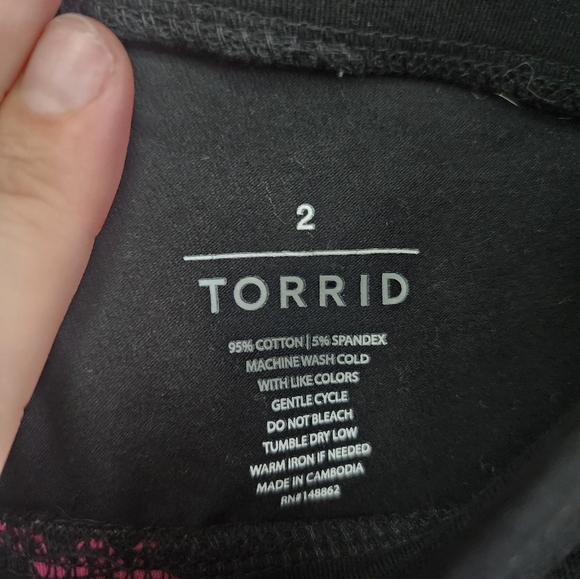 2
TORRID
95% COTTON | 5% SPANDEX
MACHINE WASH COLD
WITH LIKE COLORS
GENTLE CYCLE
DO NOT BLEACH
TUMBLE DRY LOW
WARM IRON IF NEEDED
MADE IN CAMBODIA
RN#148862